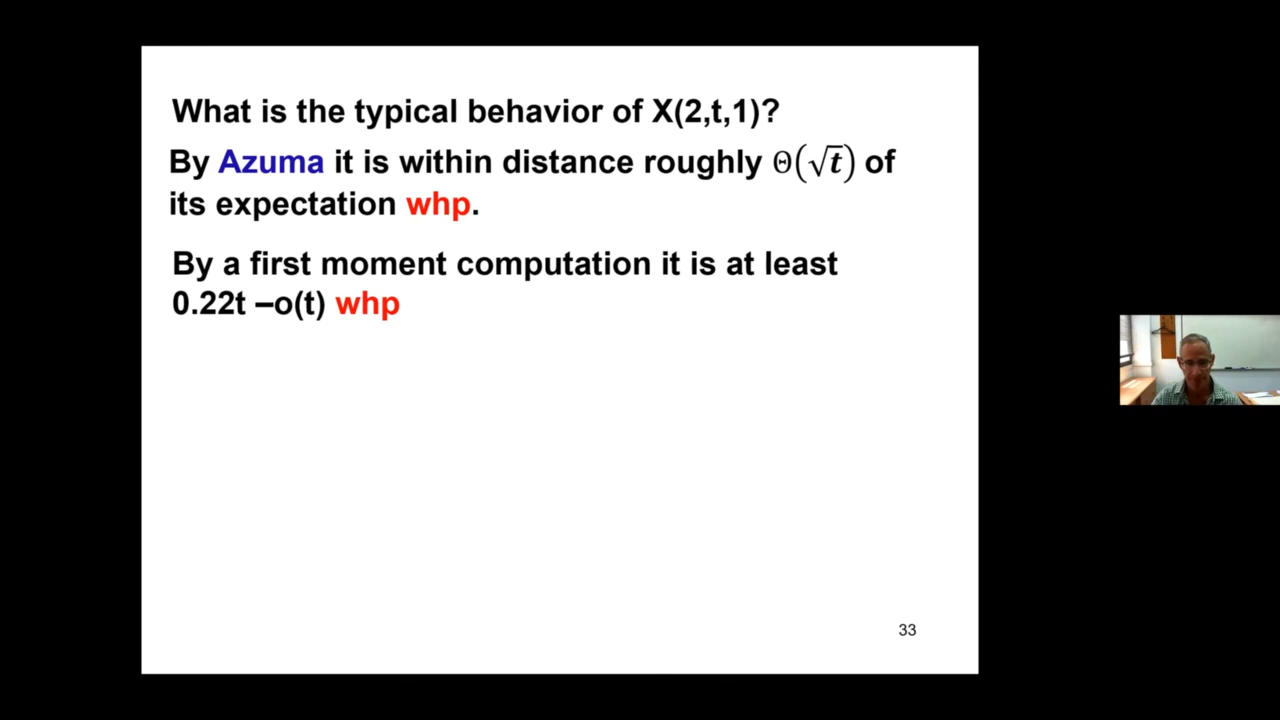 What is the typical behavior of X(2,t,1)?
By Azuma it is within distance roughly Θ(√t) of
its expectation whp.
By a first moment computation it is at least
0.22t –o(t) whp
33